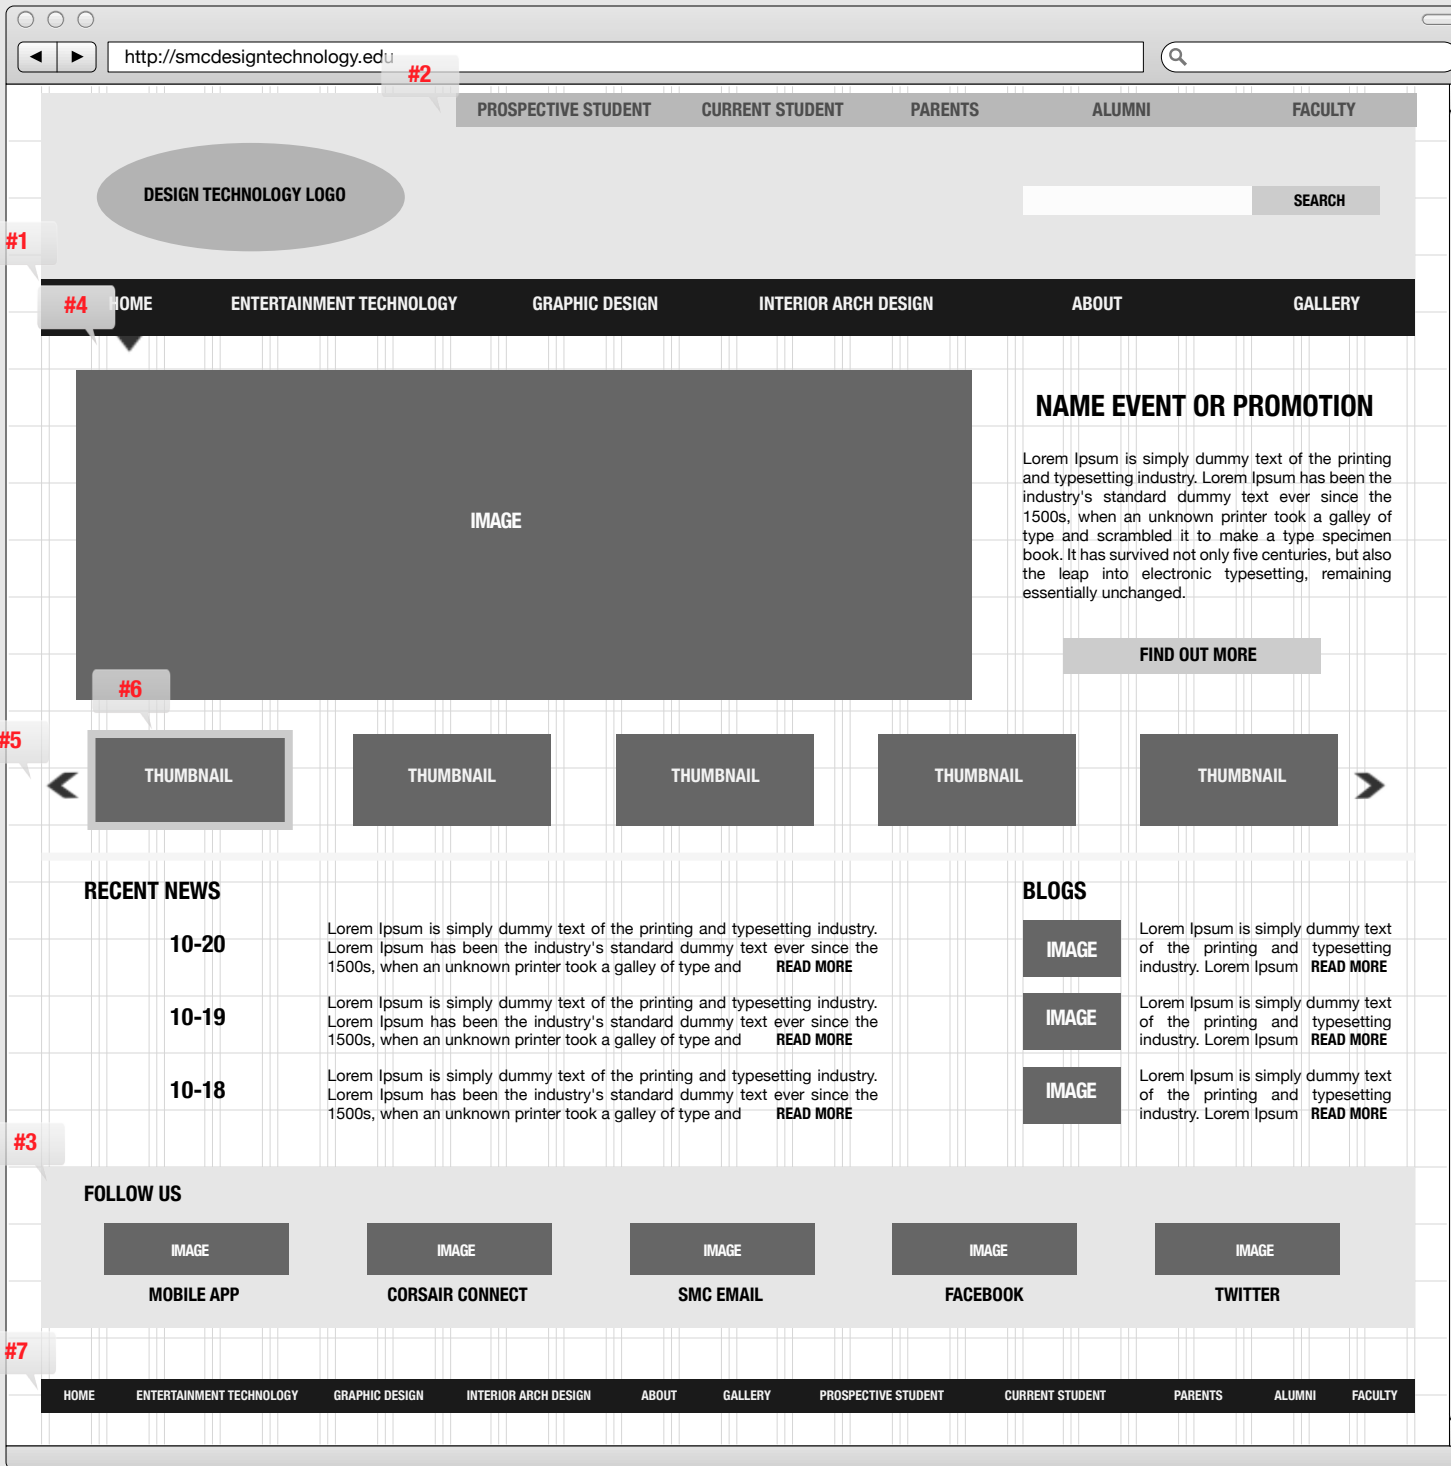 http://smcdesigntechnology.edu
#2
PROSPECTIVE STUDENT CURRENT STUDENT PARENTS ALUMNI FACULTY
DESIGN TECHNOLOGY LOGO
SEARCH
#1
#4 HOME ENTERTAINMENT TECHNOLOGY GRAPHIC DESIGN INTERIOR ARCH DESIGN ABOUT GALLERY
IMAGE
NAME EVENT OR PROMOTION
Lorem Ipsum is simply dummy text of the printing
and typesetting industry. Lorem Ipsum has been the
industry's standard dummy text ever since the
1500s, when an unknown printer took a galley of
type and scrambled it to make a type specimen
book. It has survived not only five centuries, but also
the leap into electronic typesetting, remaining
essentially unchanged.
FIND OUT MORE
#6
#5
THUMBNAIL THUMBNAIL THUMBNAIL THUMBNAIL THUMBNAIL
RECENT NEWS
10-20
Lorem Ipsum is simply dummy text of the printing and typesetting industry.
Lorem Ipsum has been the industry's standard dummy text ever since the
1500s, when an unknown printer took a galley of type and READ MORE
10-19
Lorem Ipsum is simply dummy text of the printing and typesetting industry.
Lorem Ipsum has been the industry's standard dummy text ever since the
1500s, when an unknown printer took a galley of type and READ MORE
10-18
Lorem Ipsum is simply dummy text of the printing and typesetting industry.
Lorem Ipsum has been the industry's standard dummy text ever since the
1500s, when an unknown printer took a galley of type and READ MORE
BLOGS
IMAGE
Lorem Ipsum is simply dummy text
of the printing and typesetting
industry. Lorem Ipsum READ MORE
IMAGE
Lorem Ipsum is simply dummy text
of the printing and typesetting
industry. Lorem Ipsum READ MORE
IMAGE
Lorem Ipsum is simply dummy text
of the printing and typesetting
industry. Lorem Ipsum READ MORE
#3
FOLLOW US
IMAGE IMAGE IMAGE IMAGE IMAGE
MOBILE APP CORSAIR CONNECT SMC EMAIL FACEBOOK TWITTER
#7
HOME ENTERTAINMENT TECHNOLOGY GRAPHIC DESIGN INTERIOR ARCH DESIGN ABOUT GALLERY PROSPECTIVE STUDENT CURRENT STUDENT PARENTS ALUMNI FACULTY